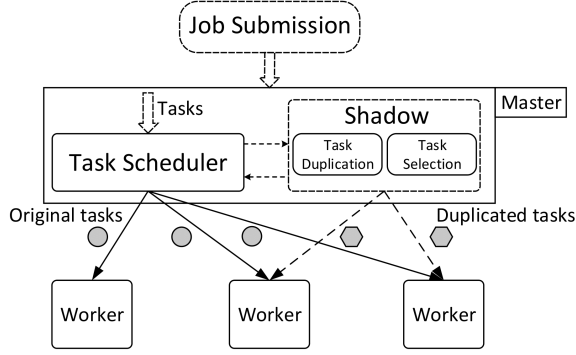 Job Submission
Master
Tasks
Shadow
Task Scheduler
Task
Duplication
Task
Selection
Original tasks
Duplicated tasks
Worker
Worker
Worker